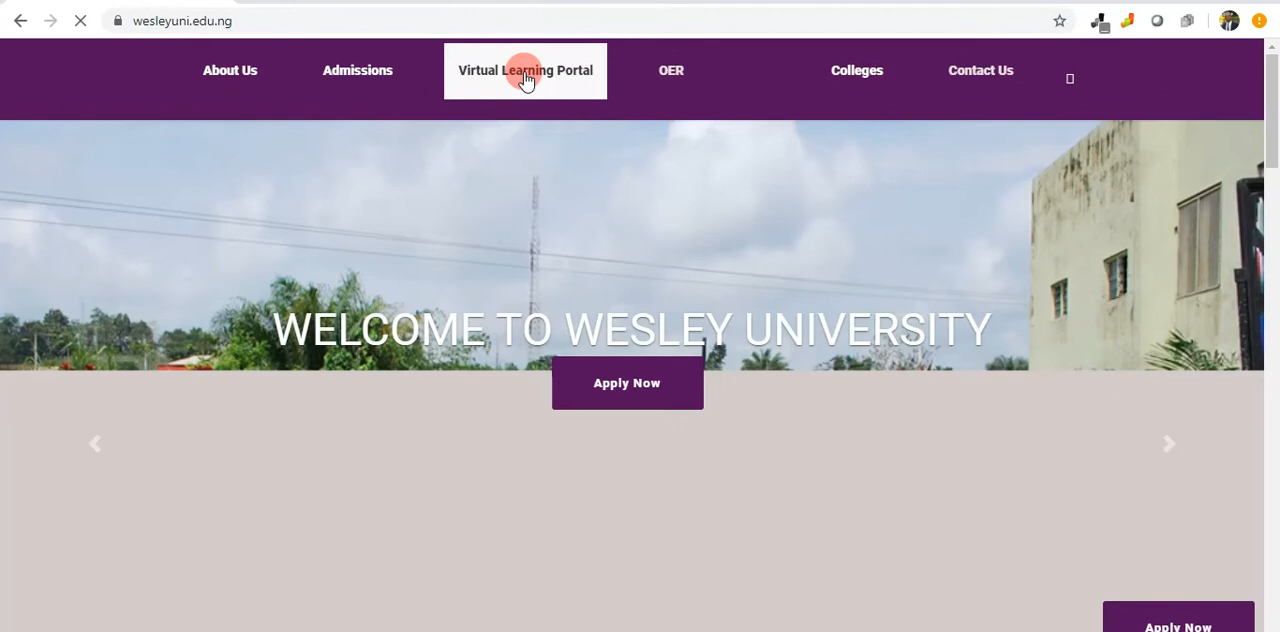 wesleyuni.edu.ng
About Us
Admissions
Virtual Learning Portal
OER
Colleges
Contact Us
WELCOME TO WESLEY UNIVERSITY
Apply Now
Apply Now